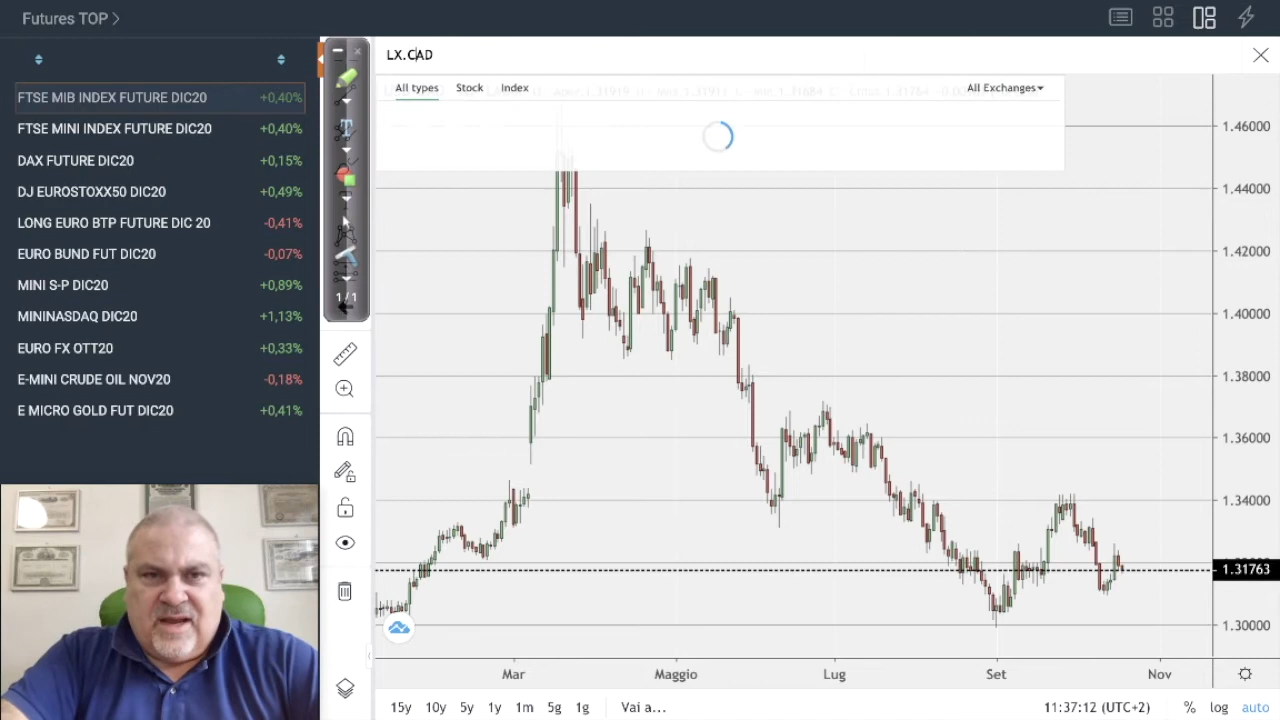 Futures TOP
LX.CAD
All types Stock Index All Exchanges
FTSE MIB INDEX FUTURE DIC20 +0,40%
FTSE MINI INDEX FUTURE DIC20 +0,40%
DAX FUTURE DIC20 +0,15%
DJ EUROSTOXX50 DIC20 +0,49%
LONG EURO BTP FUTURE DIC 20 -0,41%
EURO BUND FUT DIC20 -0,07%
MINI S-P DIC20 +0,89%
MININASDAQ DIC20 +1,13%
EURO FX OTT20 +0,33%
E-MINI CRUDE OIL NOV20 -0,18%
E MICRO GOLD FUT DIC20 +0,41%
1/1
1.46000
1.44000
1.42000
1.40000
1.38000
1.36000
1.34000
1.31763
1.30000
Mar Maggio Lug Set Nov
15y 10y 5y 1y 1m 5g 1g Vai a... 11:37:12 (UTC+2) % log auto